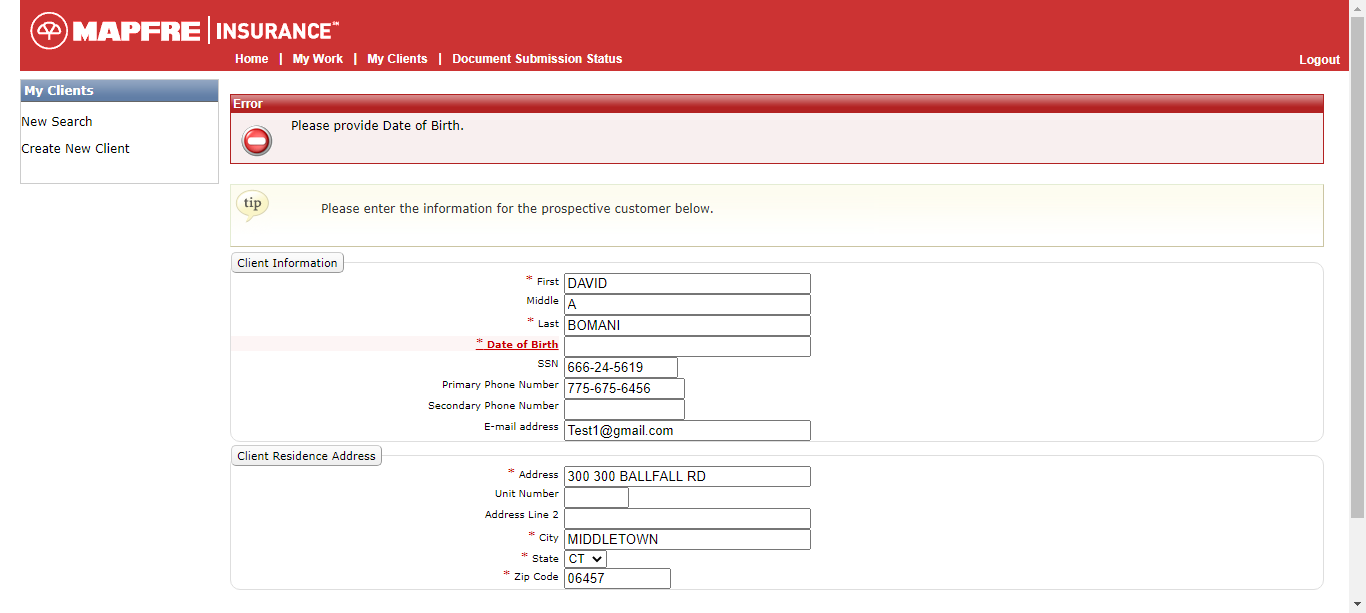 MAPFRE | INSURANCE℠
Home | My Work | My Clients | Document Submission Status
Logout
My Clients
New Search
Create New Client
Error
Please provide Date of Birth.
tip
Please enter the information for the prospective customer below.
Client Information
* First DAVID
Middle A
* Last BOMANI
* Date of Birth
SSN 666-24-5619
Primary Phone Number 775-675-6456
Secondary Phone Number
E-mail address Test1@gmail.com
Client Residence Address
* Address 300 300 BALLFALL RD
Unit Number
Address Line 2
* City MIDDLETOWN
* State CT
* Zip Code 06457